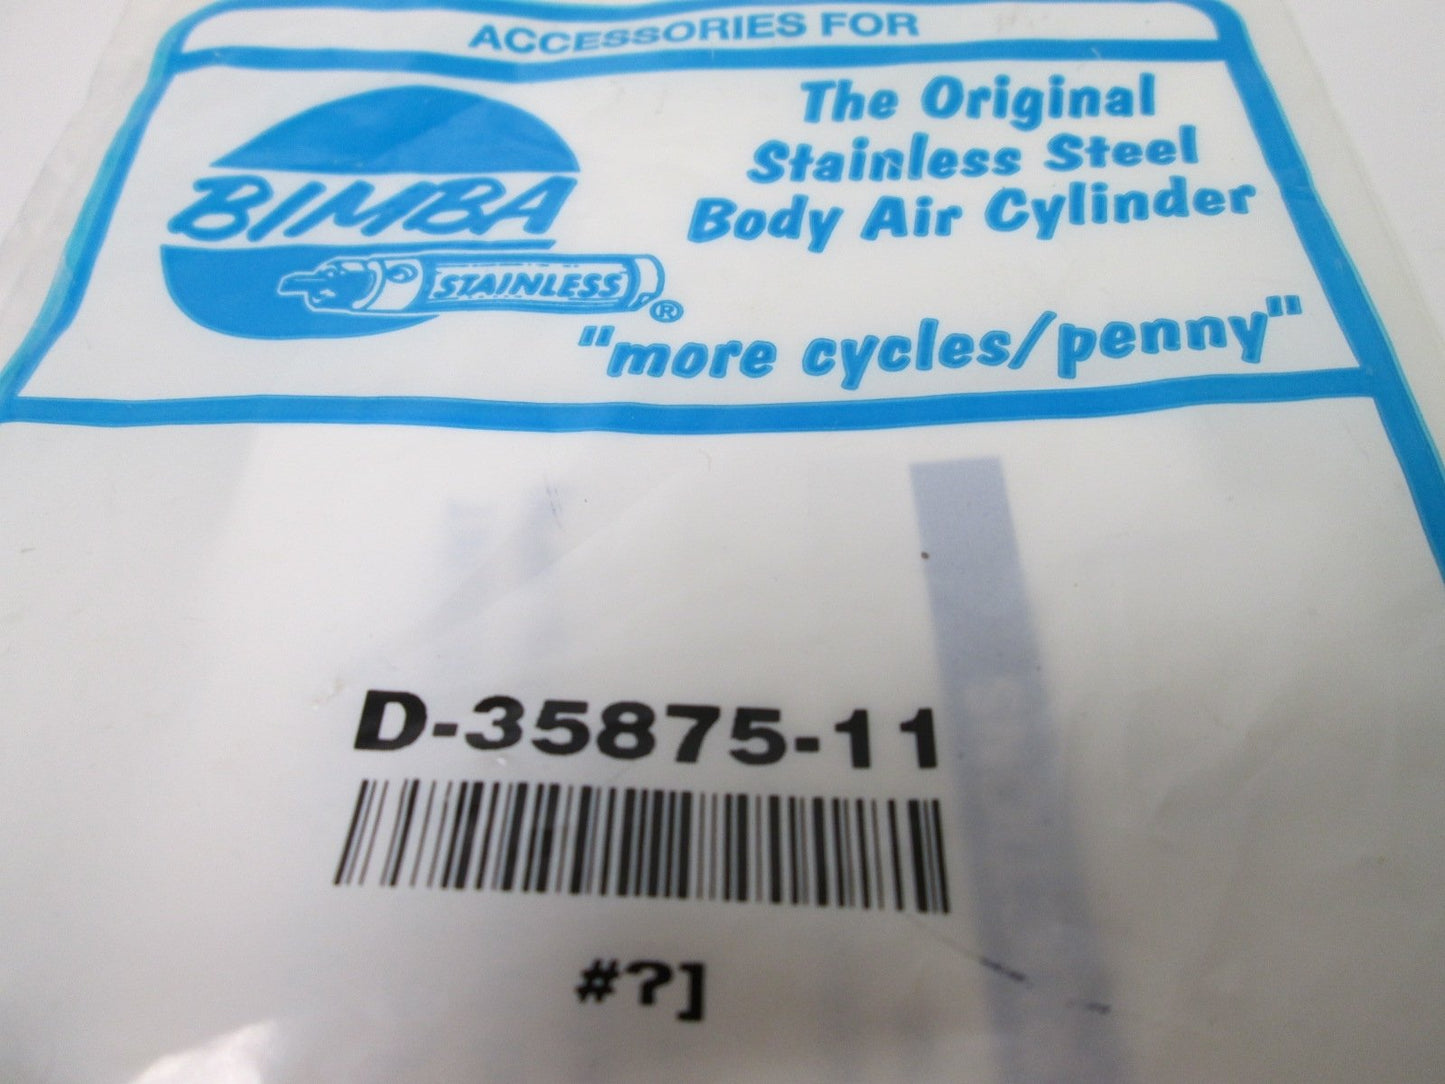 ACCESSORIES FOR
BIMBA
STAINLESS
®
The Original
Stainless Steel
Body Air Cylinder
"more cycles/penny"
D-35875-11
#?]